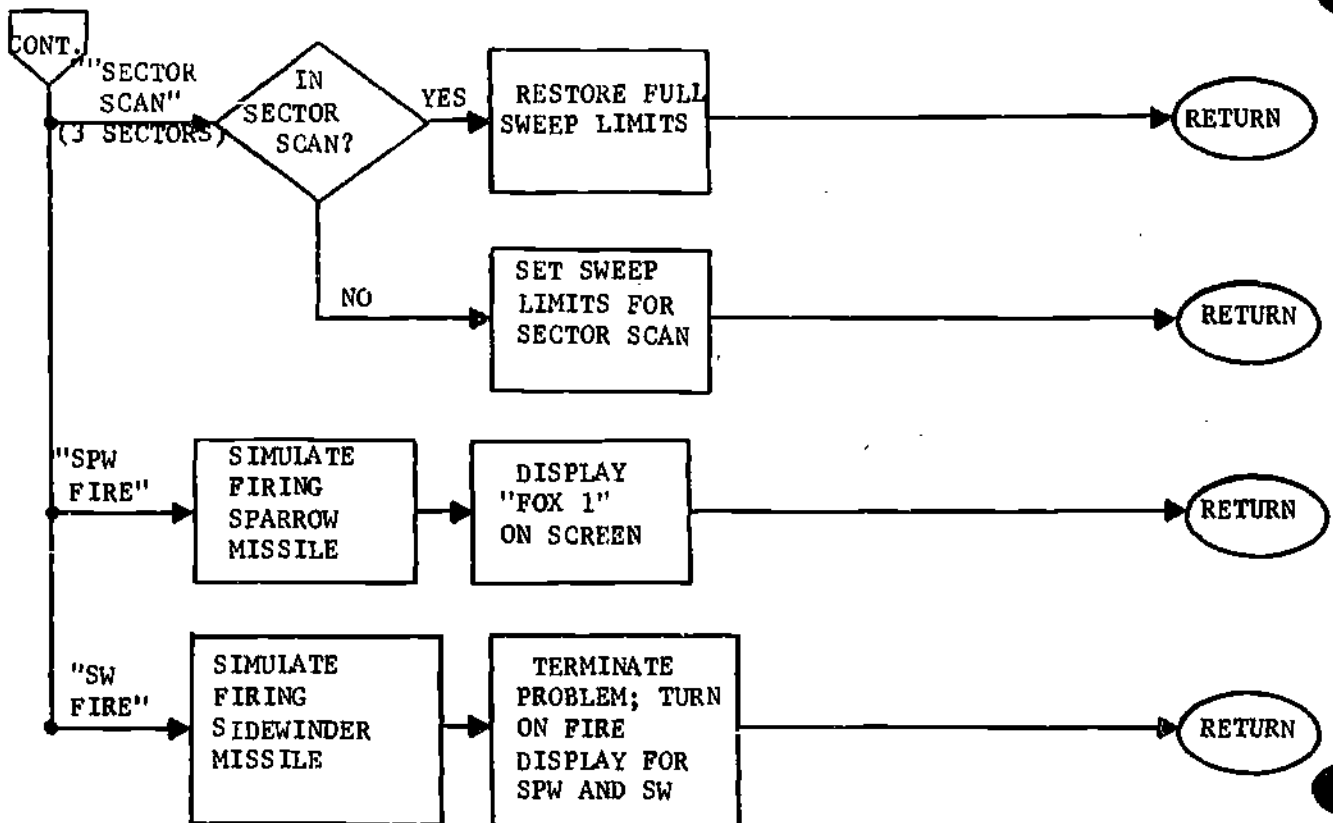 CONT.
""SECTOR
SCAN"
(3 SECTORS)
IN
SECTOR
SCAN?
YES
RESTORE FULL
SWEEP LIMITS
RETURN
NO
SET SWEEP
LIMITS FOR
SECTOR SCAN
RETURN
"SPW
FIRE"
SIMULATE
FIRING
SPARROW
MISSILE
DISPLAY
"FOX 1"
ON SCREEN
RETURN
"SW
FIRE"
SIMULATE
FIRING
SIDEWINDER
MISSILE
TERMINATE
PROBLEM; TURN
ON FIRE
DISPLAY FOR
SPW AND SW
RETURN